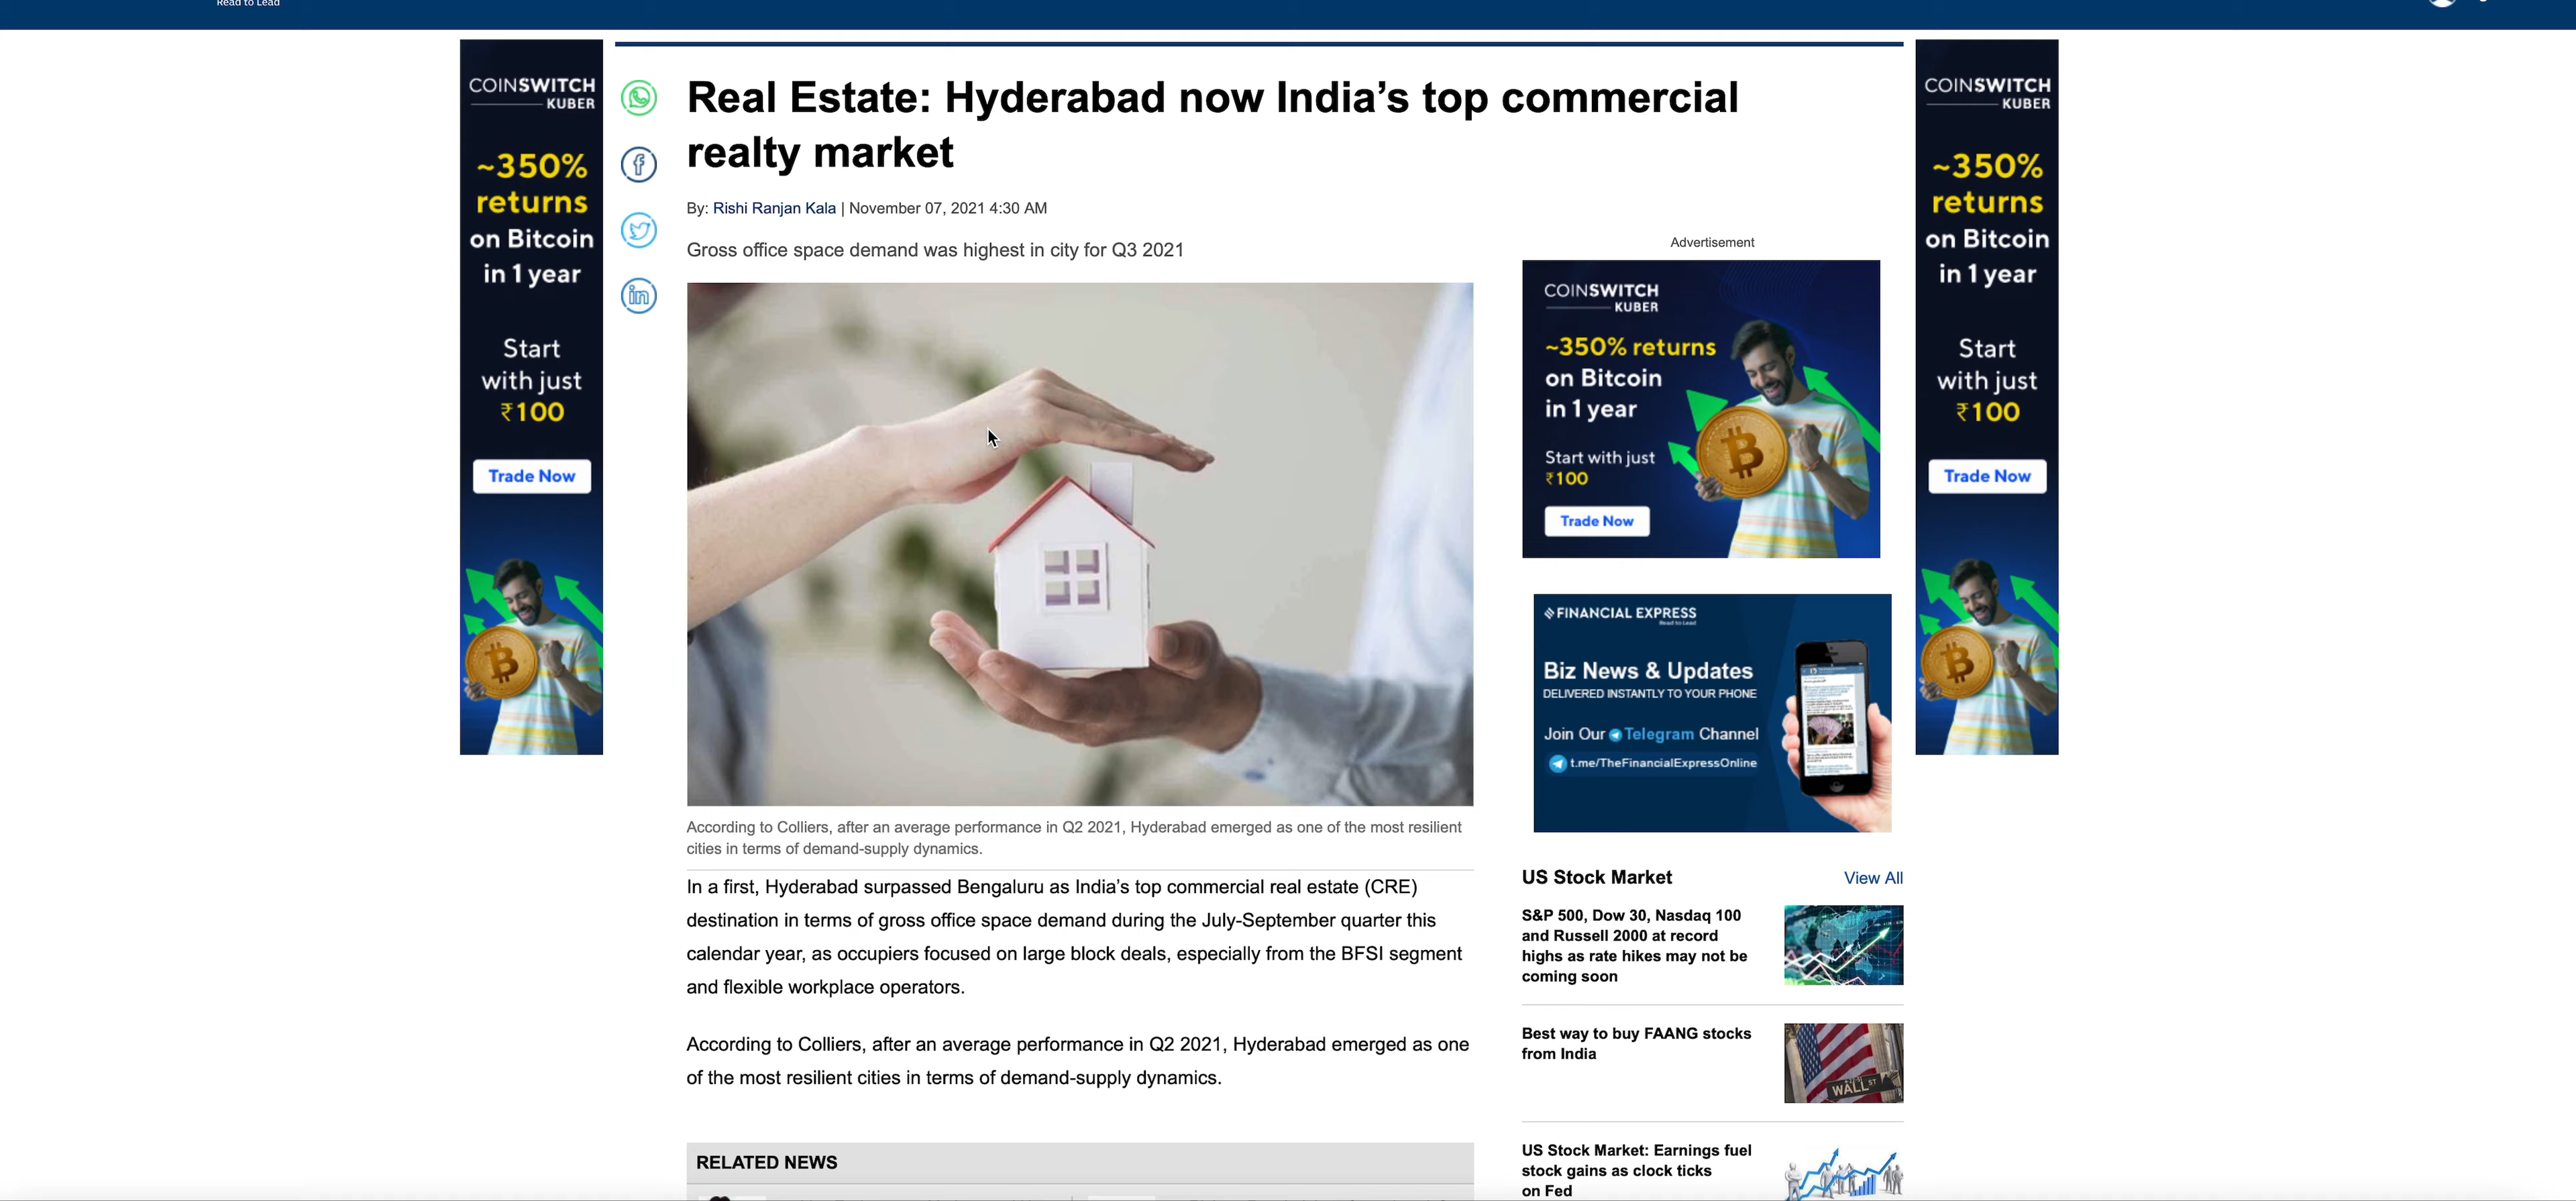 Read to Lead
COINSWITCH
KUBER
~350%
returns
on Bitcoin
in 1 year
Start
with just
₹100
Trade Now
Real Estate: Hyderabad now India’s top commercial
realty market
By: Rishi Ranjan Kala | November 07, 2021 4:30 AM
Gross office space demand was highest in city for Q3 2021
According to Colliers, after an average performance in Q2 2021, Hyderabad emerged as one of the most resilient
cities in terms of demand-supply dynamics.
In a first, Hyderabad surpassed Bengaluru as India’s top commercial real estate (CRE)
destination in terms of gross office space demand during the July-September quarter this
calendar year, as occupiers focused on large block deals, especially from the BFSI segment
and flexible workplace operators.
According to Colliers, after an average performance in Q2 2021, Hyderabad emerged as one
of the most resilient cities in terms of demand-supply dynamics.
RELATED NEWS
Advertisement
COINSWITCH
KUBER
~350% returns
on Bitcoin
in 1 year
Start with just
₹100
Trade Now
FINANCIAL EXPRESS
Read to Lead
Biz News & Updates
DELIVERED INSTANTLY TO YOUR PHONE
Join Our Telegram Channel
t.me/TheFinancialExpressOnline
US Stock Market
View All
S&P 500, Dow 30, Nasdaq 100
and Russell 2000 at record
highs as rate hikes may not be
coming soon
Best way to buy FAANG stocks
from India
WALL ST
US Stock Market: Earnings fuel
stock gains as clock ticks
on Fed
COINSWITCH
KUBER
~350%
returns
on Bitcoin
in 1 year
Start
with just
₹100
Trade Now